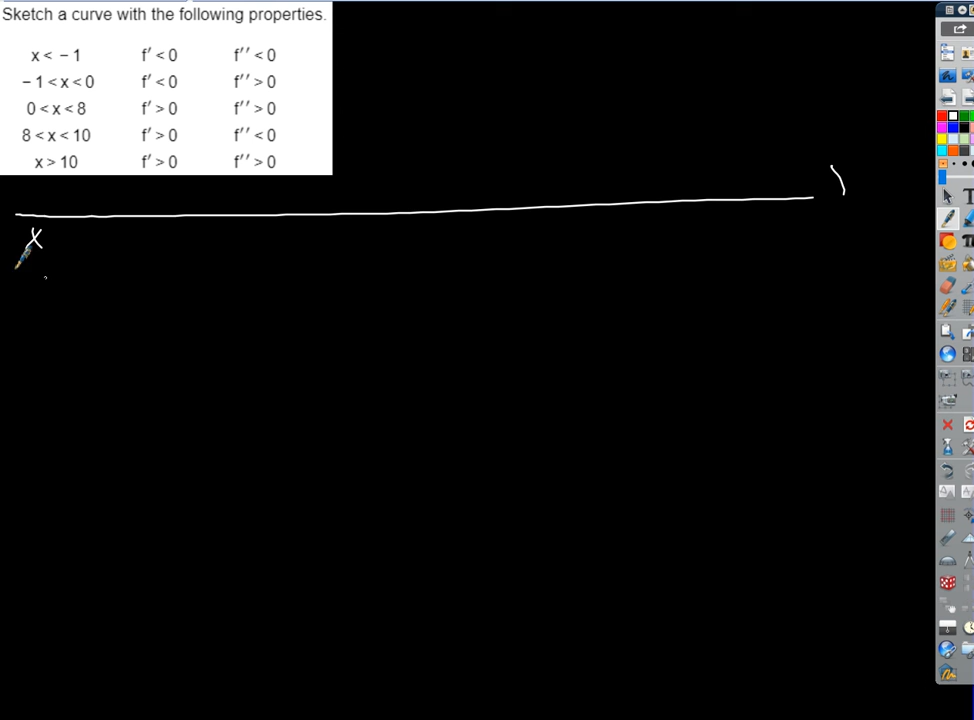 Sketch a curve with the following properties.
x < - 1 f' < 0 f'' < 0
- 1 < x < 0 f' < 0 f'' > 0
0 < x < 8 f' > 0 f'' > 0
8 < x < 10 f' > 0 f'' < 0
x > 10 f' > 0 f'' > 0
x